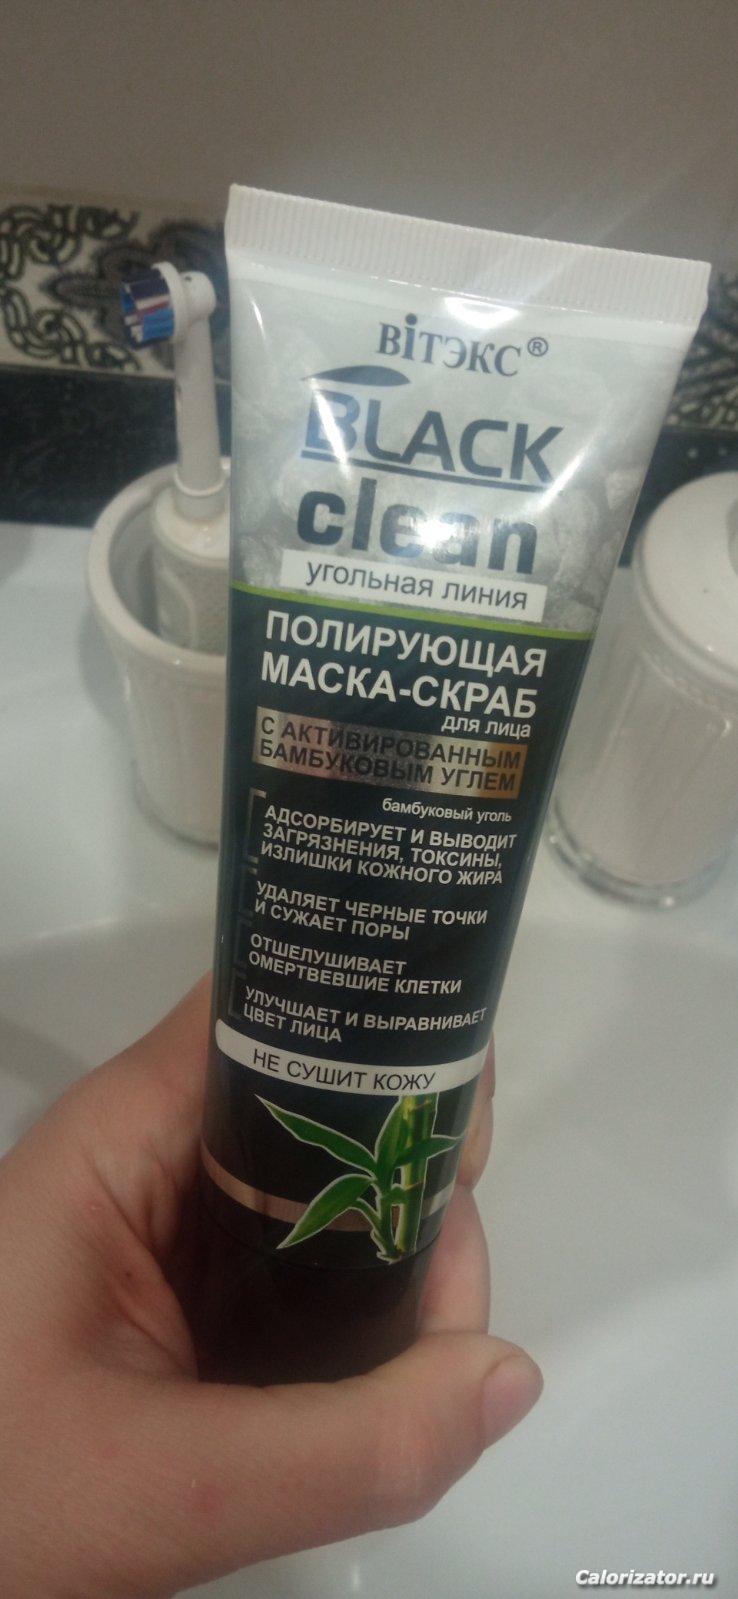 ВіТЭКС®
BLACK
clean
угольная линия
ПОЛИРУЮЩАЯ
МАСКА-СКРАБ
для лица
С АКТИВИРОВАННЫМ
БАМБУКОВЫМ УГЛЕМ
бамбуковый уголь
АДСОРБИРУЕТ И ВЫВОДИТ
ЗАГРЯЗНЕНИЯ, ТОКСИНЫ,
ИЗЛИШКИ КОЖНОГО ЖИРА
УДАЛЯЕТ ЧЕРНЫЕ ТОЧКИ
И СУЖАЕТ ПОРЫ
ОТШЕЛУШИВАЕТ
ОМЕРТВЕВШИЕ КЛЕТКИ
УЛУЧШАЕТ И ВЫРАВНИВАЕТ
ЦВЕТ ЛИЦА
НЕ СУШИТ КОЖУ
Calorizator.ru